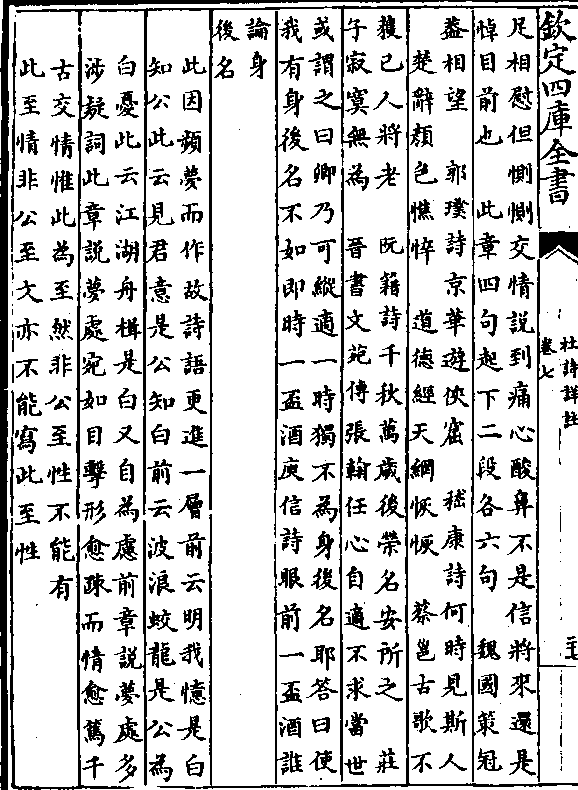 欽定四庫全書
杜詩詳註
卷七
足相慰但惻惻交情說到痛心酸鼻不是信將來還是
悼目前也 此章四句起下二段各六句 魏國策冠
葢相望 郭璞詩京華遊俠窟 嵇康詩何時見斯人
楚辭顏色憔悴 道德經天網恢恢 蔡邕古歌不
穫已人將老 阮籍詩千秋萬歲後榮名安所之 莊
子寂寞無為 晉書文苑傳張翰任心自適不求當世
或謂之曰卿乃可縱適一時獨不為身後名耶答曰使
我有身後名不如即時一盃酒庾信詩眼前一盃酒誰
論身
後名
此因頻夢而作故詩語更進一層前云明我憶是白
知公此云見君意是公知白前云波浪蛟龍是公為
白憂此云江湖舟楫是白又自為慮前章說夢處多
涉疑詞此章說夢處宛如目擊形愈疎而情愈篤千
古交情惟此為至然非公至性不能有
此至情非公至文亦不能寫此至性